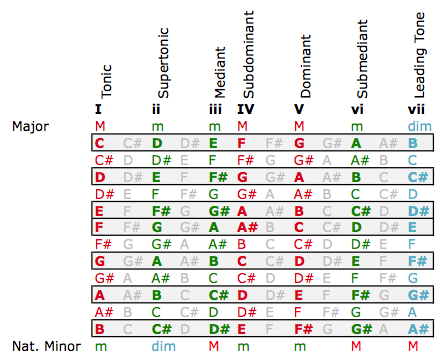 Tonic Supertonic Mediant Subdominant Dominant Submediant Leading Tone
I ii iii IV V vi vii
Major M m m M M m dim
C C# D D# E F F# G G# A A# B
C# D D# E F F# G G# A A# B C
D D# E F F# G G# A A# B C C#
D# E F F# G G# A A# B C C# D
E F F# G G# A A# B C C# D D#
F F# G G# A A# B C C# D D# E
F# G G# A A# B C C# D D# E F
G G# A A# B C C# D D# E F F#
G# A A# B C C# D D# E F F# G
A A# B C C# D D# E F F# G G#
A# B C C# D D# E F F# G G# A
B C C# D D# E F F# G G# A A#
Nat. Minor m dim M m m M M